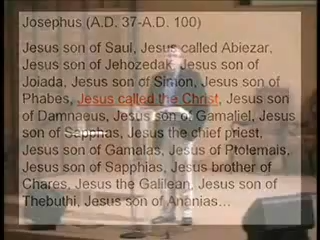 Josephus (A.D. 37-A.D. 100)
Jesus son of Saul, Jesus called Abiezar,
Jesus son of Jehozedak, Jesus son of
Joiada, Jesus son of Simon, Jesus son of
Phabes, Jesus called the Christ, Jesus son
of Damnaeus, Jesus son of Gamaliel, Jesus
son of Sapphas, Jesus the chief priest,
Jesus son of Gamalas, Jesus of Ptolemais,
Jesus son of Sapphias, Jesus brother of
Chares, Jesus the Galilean, Jesus son of
Thebuthi, Jesus son of Ananias...